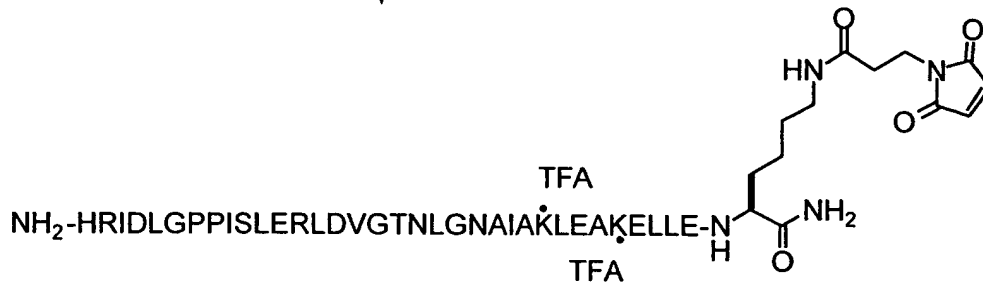 O
HN
N
O
O
TFA
NH2-HRIDLGPPISLERLDVGTNLGNAIAKLEAKELLE-N
H
NH2
O
TFA